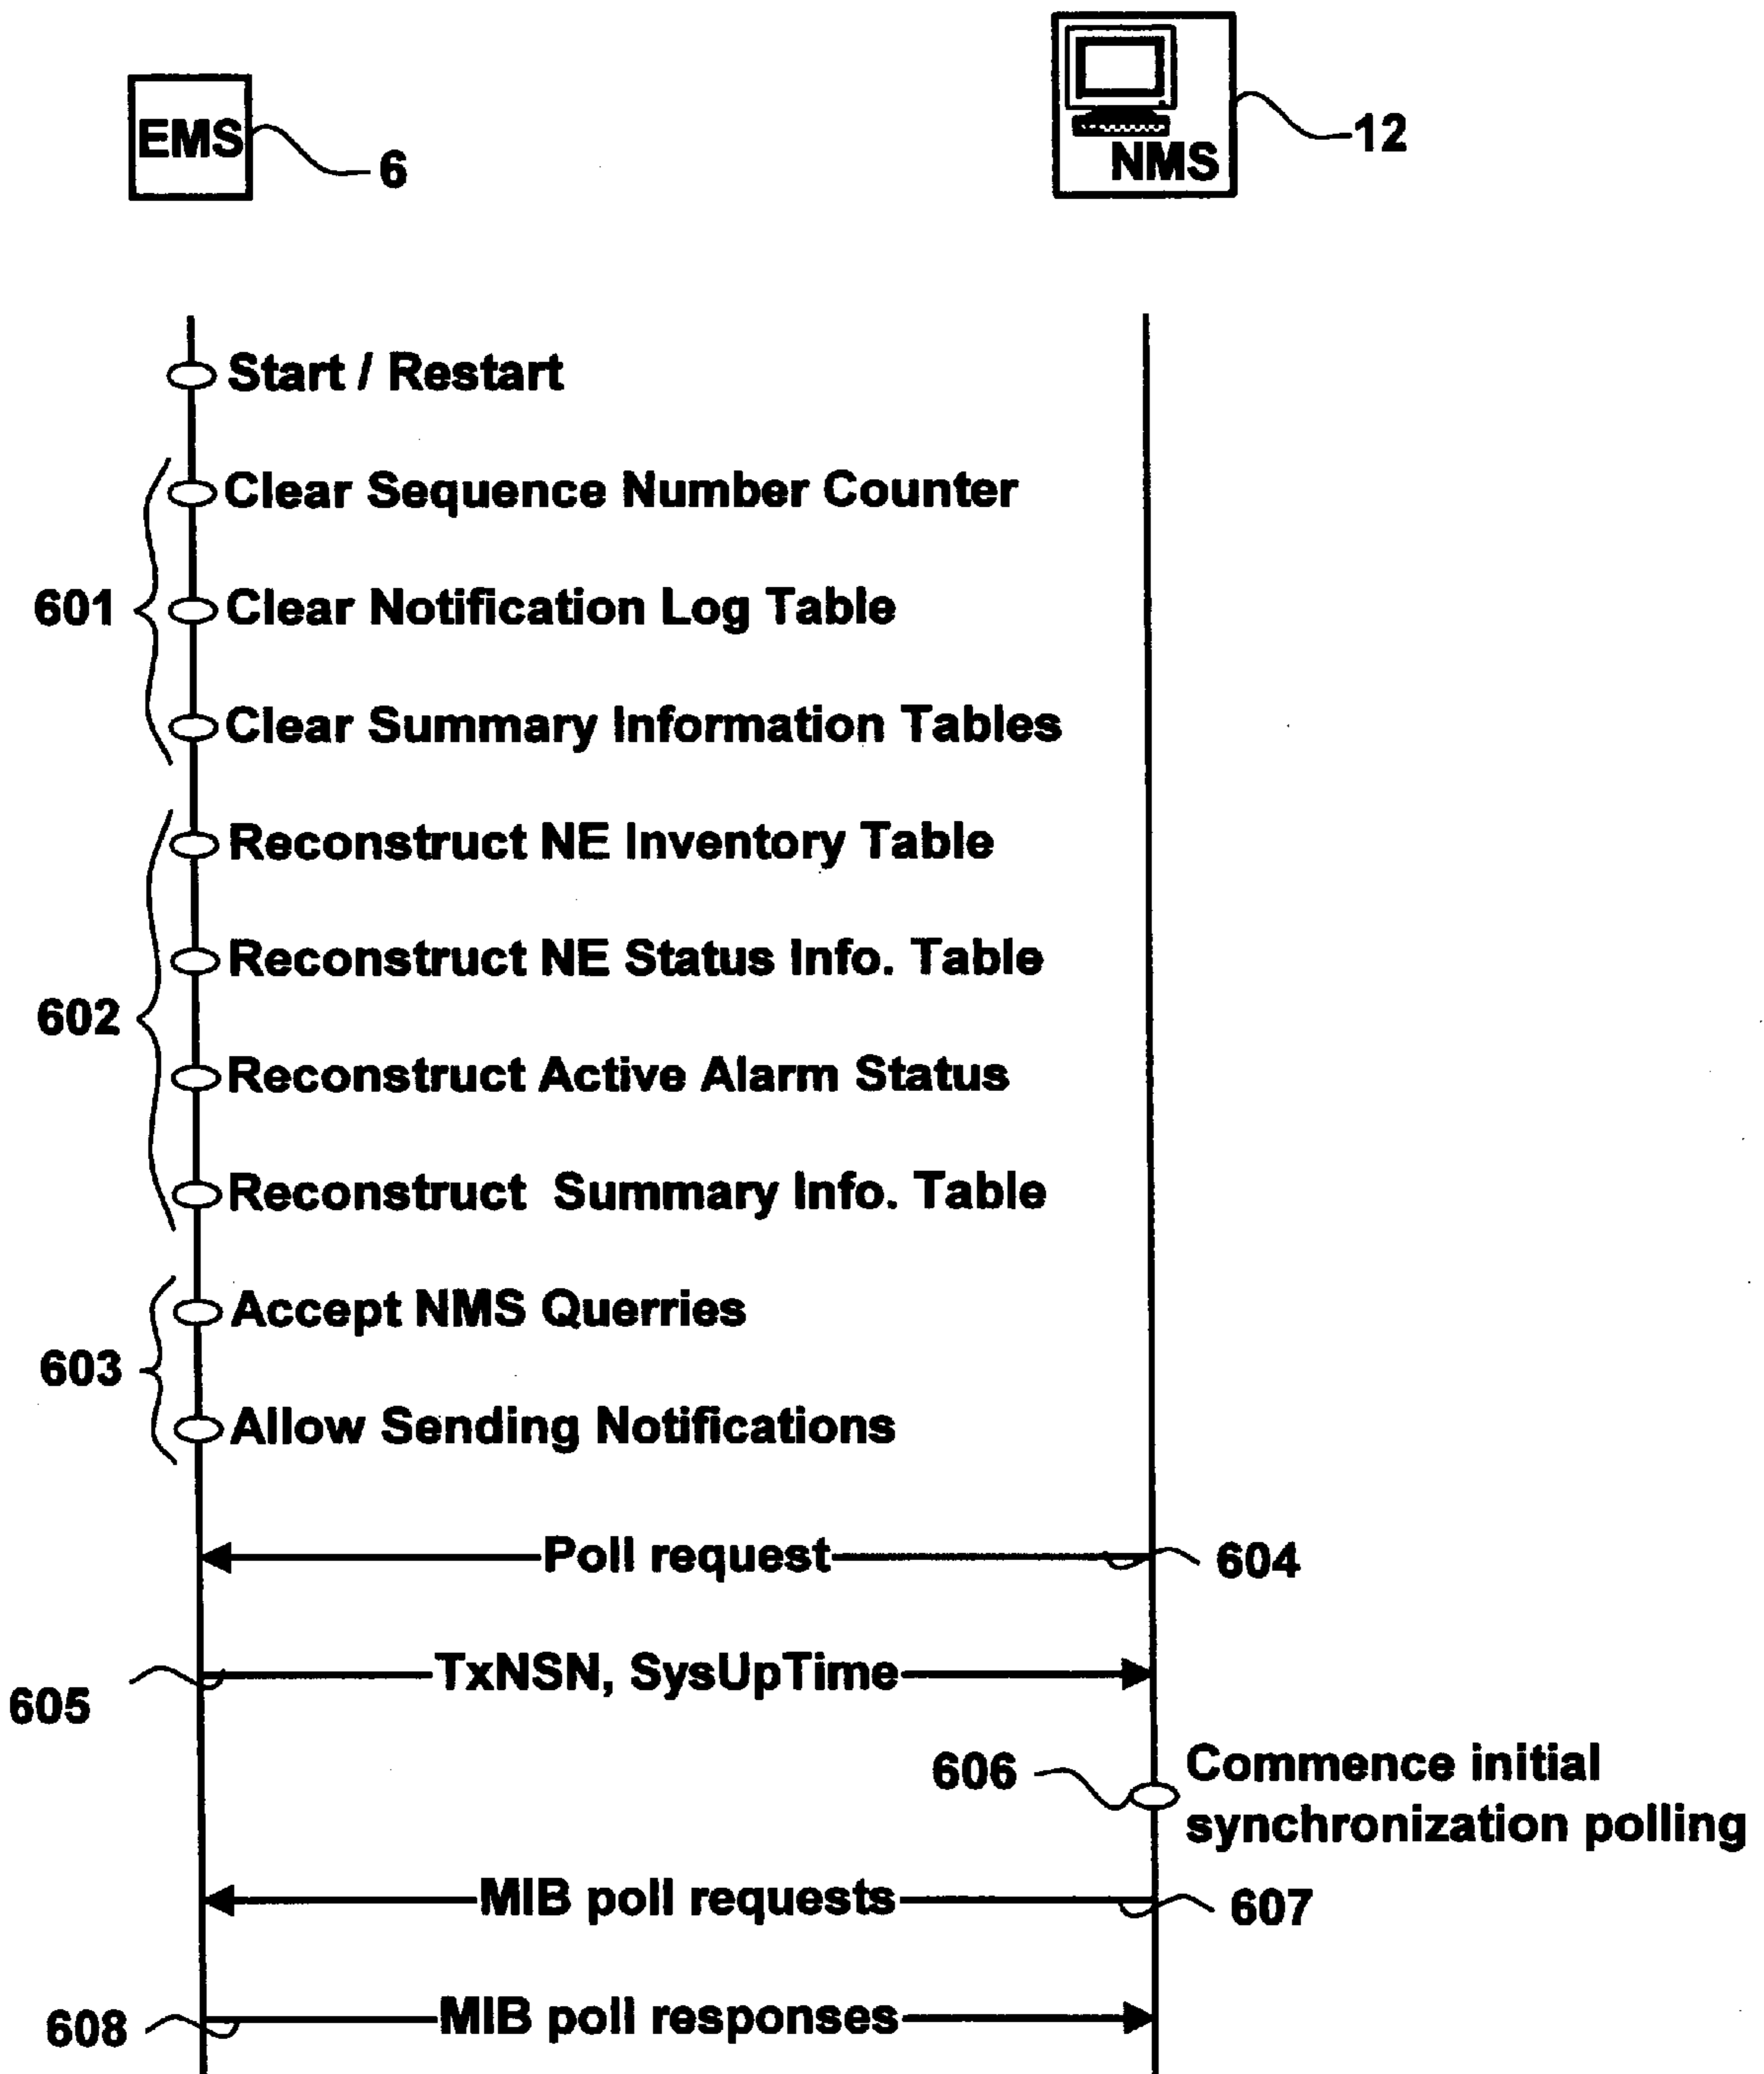 EMS
6
NMS
12
Start / Restart
Clear Sequence Number Counter
601
Clear Notification Log Table
Clear Summary Information Tables
Reconstruct NE Inventory Table
Reconstruct NE Status Info. Table
602
Reconstruct Active Alarm Status
Reconstruct Summary Info. Table
Accept NMS Querries
603
Allow Sending Notifications
Poll request
604
TxNSN, SysUpTime
605
606
Commence initial
synchronization polling
MIB poll requests
607
MIB poll responses
608